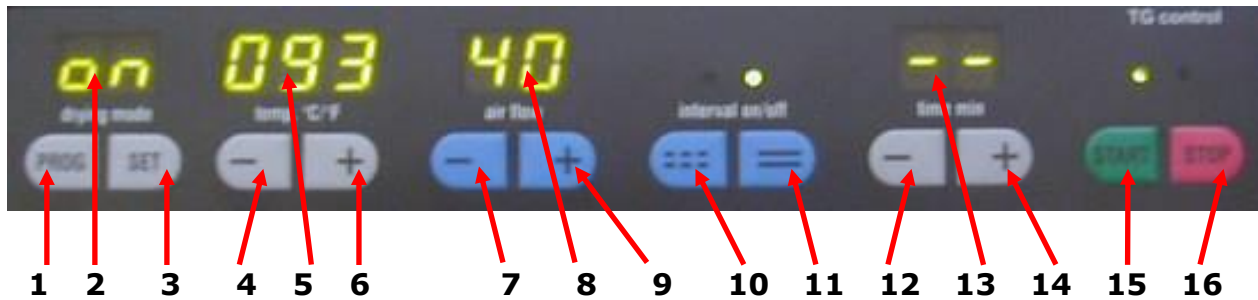 TG control
on 093 40 - -
drying mode temp. °C/°F air flow interval on/off time min
PROG SET - + - + - + START STOP
1 2 3 4 5 6 7 8 9 10 11 12 13 14 15 16